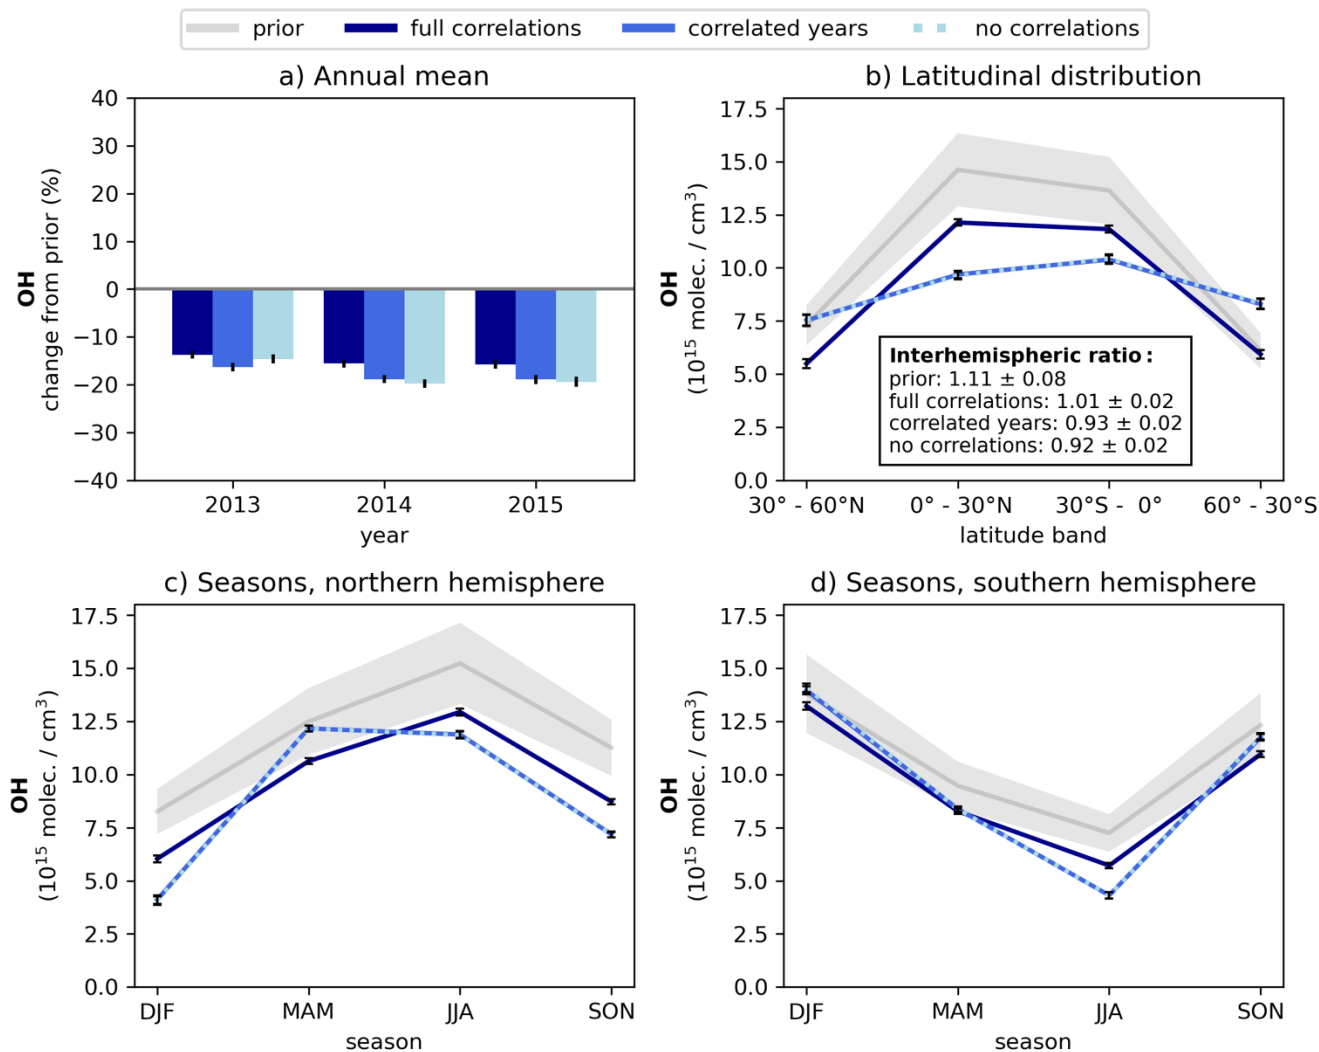 prior full correlations correlated years no correlations
a) Annual mean
OH
change from prior (%)
40
30
20
10
0
−10
−20
−30
−40
2013 2014 2015
year
b) Latitudinal distribution
OH
(10¹⁵ molec. / cm³)
17.5
15.0
12.5
10.0
7.5
5.0
2.5
0.0
Interhemispheric ratio:
prior: 1.11 ± 0.08
full correlations: 1.01 ± 0.02
correlated years: 0.93 ± 0.02
no correlations: 0.92 ± 0.02
30° - 60°N 0° - 30°N 30°S - 0° 60° - 30°S
latitude band
c) Seasons, northern hemisphere
OH
(10¹⁵ molec. / cm³)
17.5
15.0
12.5
10.0
7.5
5.0
2.5
0.0
DJF MAM JJA SON
season
d) Seasons, southern hemisphere
OH
(10¹⁵ molec. / cm³)
17.5
15.0
12.5
10.0
7.5
5.0
2.5
0.0
DJF MAM JJA SON
season